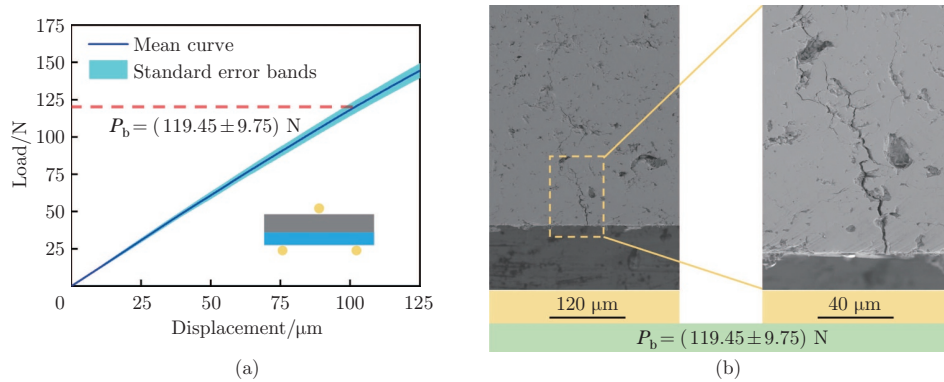 175
150
125
100
75
50
25
0
25
50
75
100
125
Load/N
Displacement/μm
Mean curve
Standard error bands
P_b = (119.45 ± 9.75) N
(a)
120 μm
40 μm
P_b = (119.45 ± 9.75) N
(b)